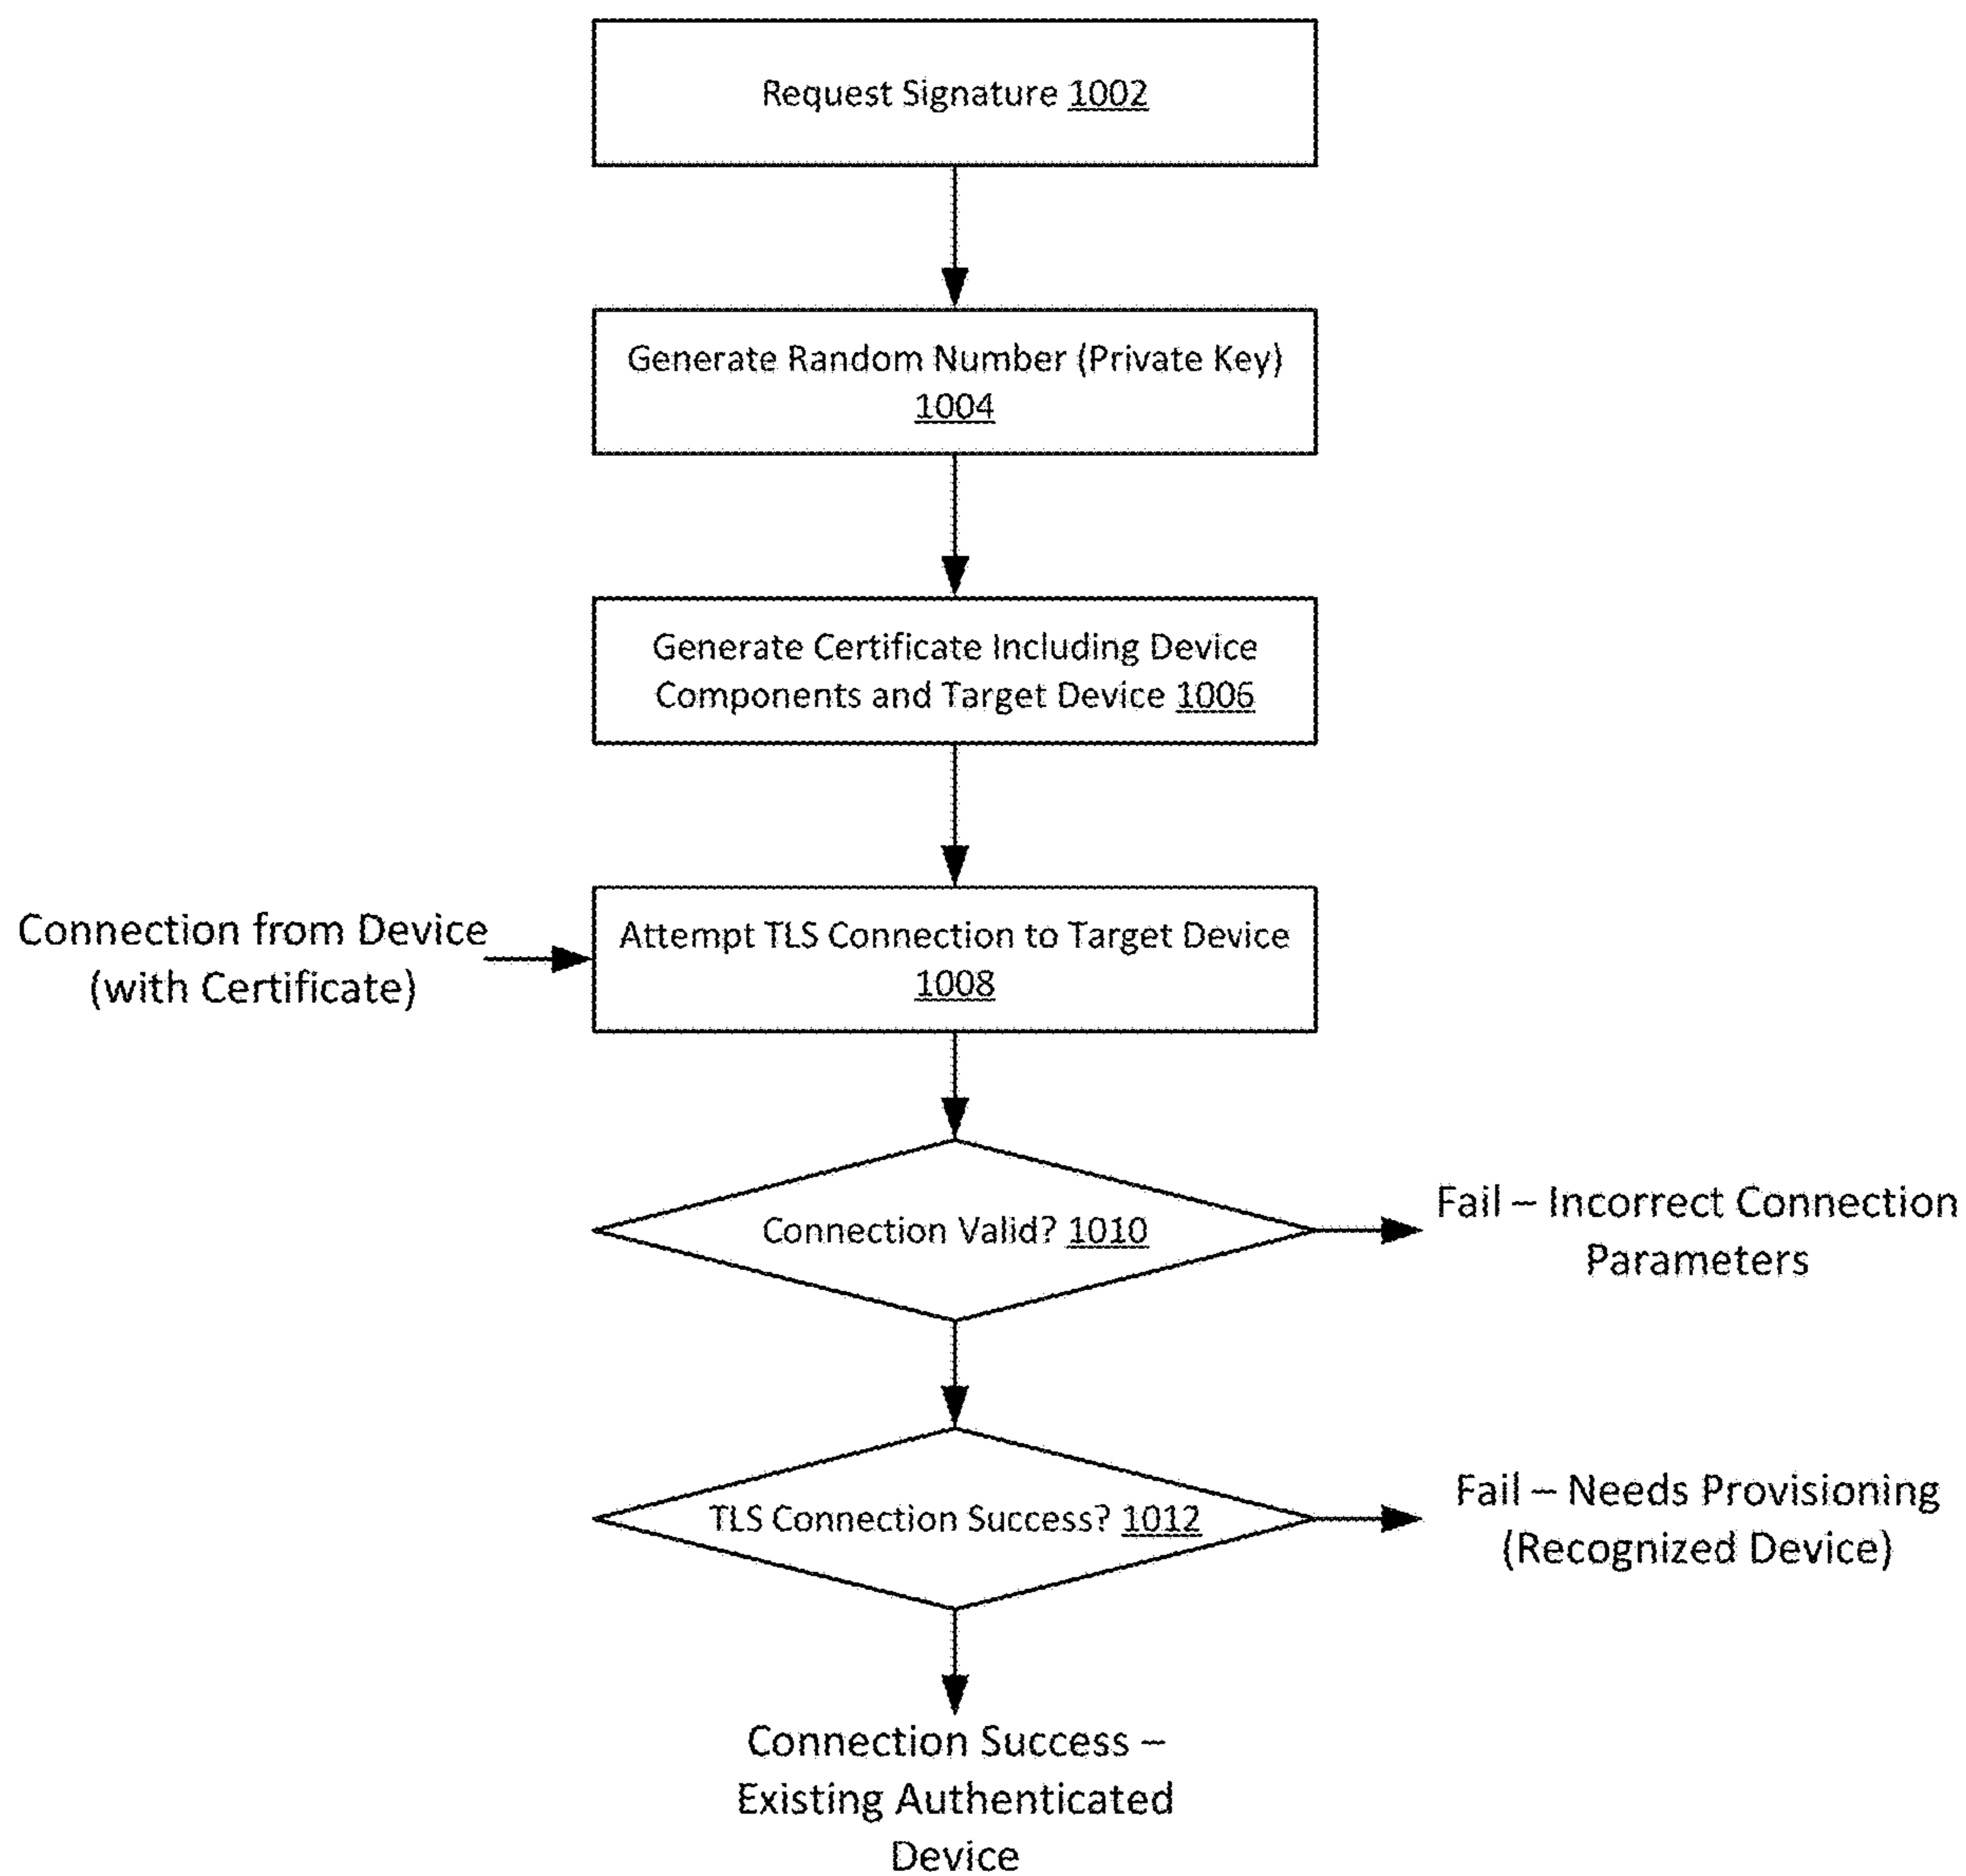 Request Signature 1002
Generate Random Number (Private Key)
1004
Generate Certificate Including Device
Components and Target Device 1006
Connection from Device
(with Certificate)
Attempt TLS Connection to Target Device
1008
Connection Valid? 1010
Fail – Incorrect Connection
Parameters
TLS Connection Success? 1012
Fail – Needs Provisioning
(Recognized Device)
Connection Success –
Existing Authenticated
Device